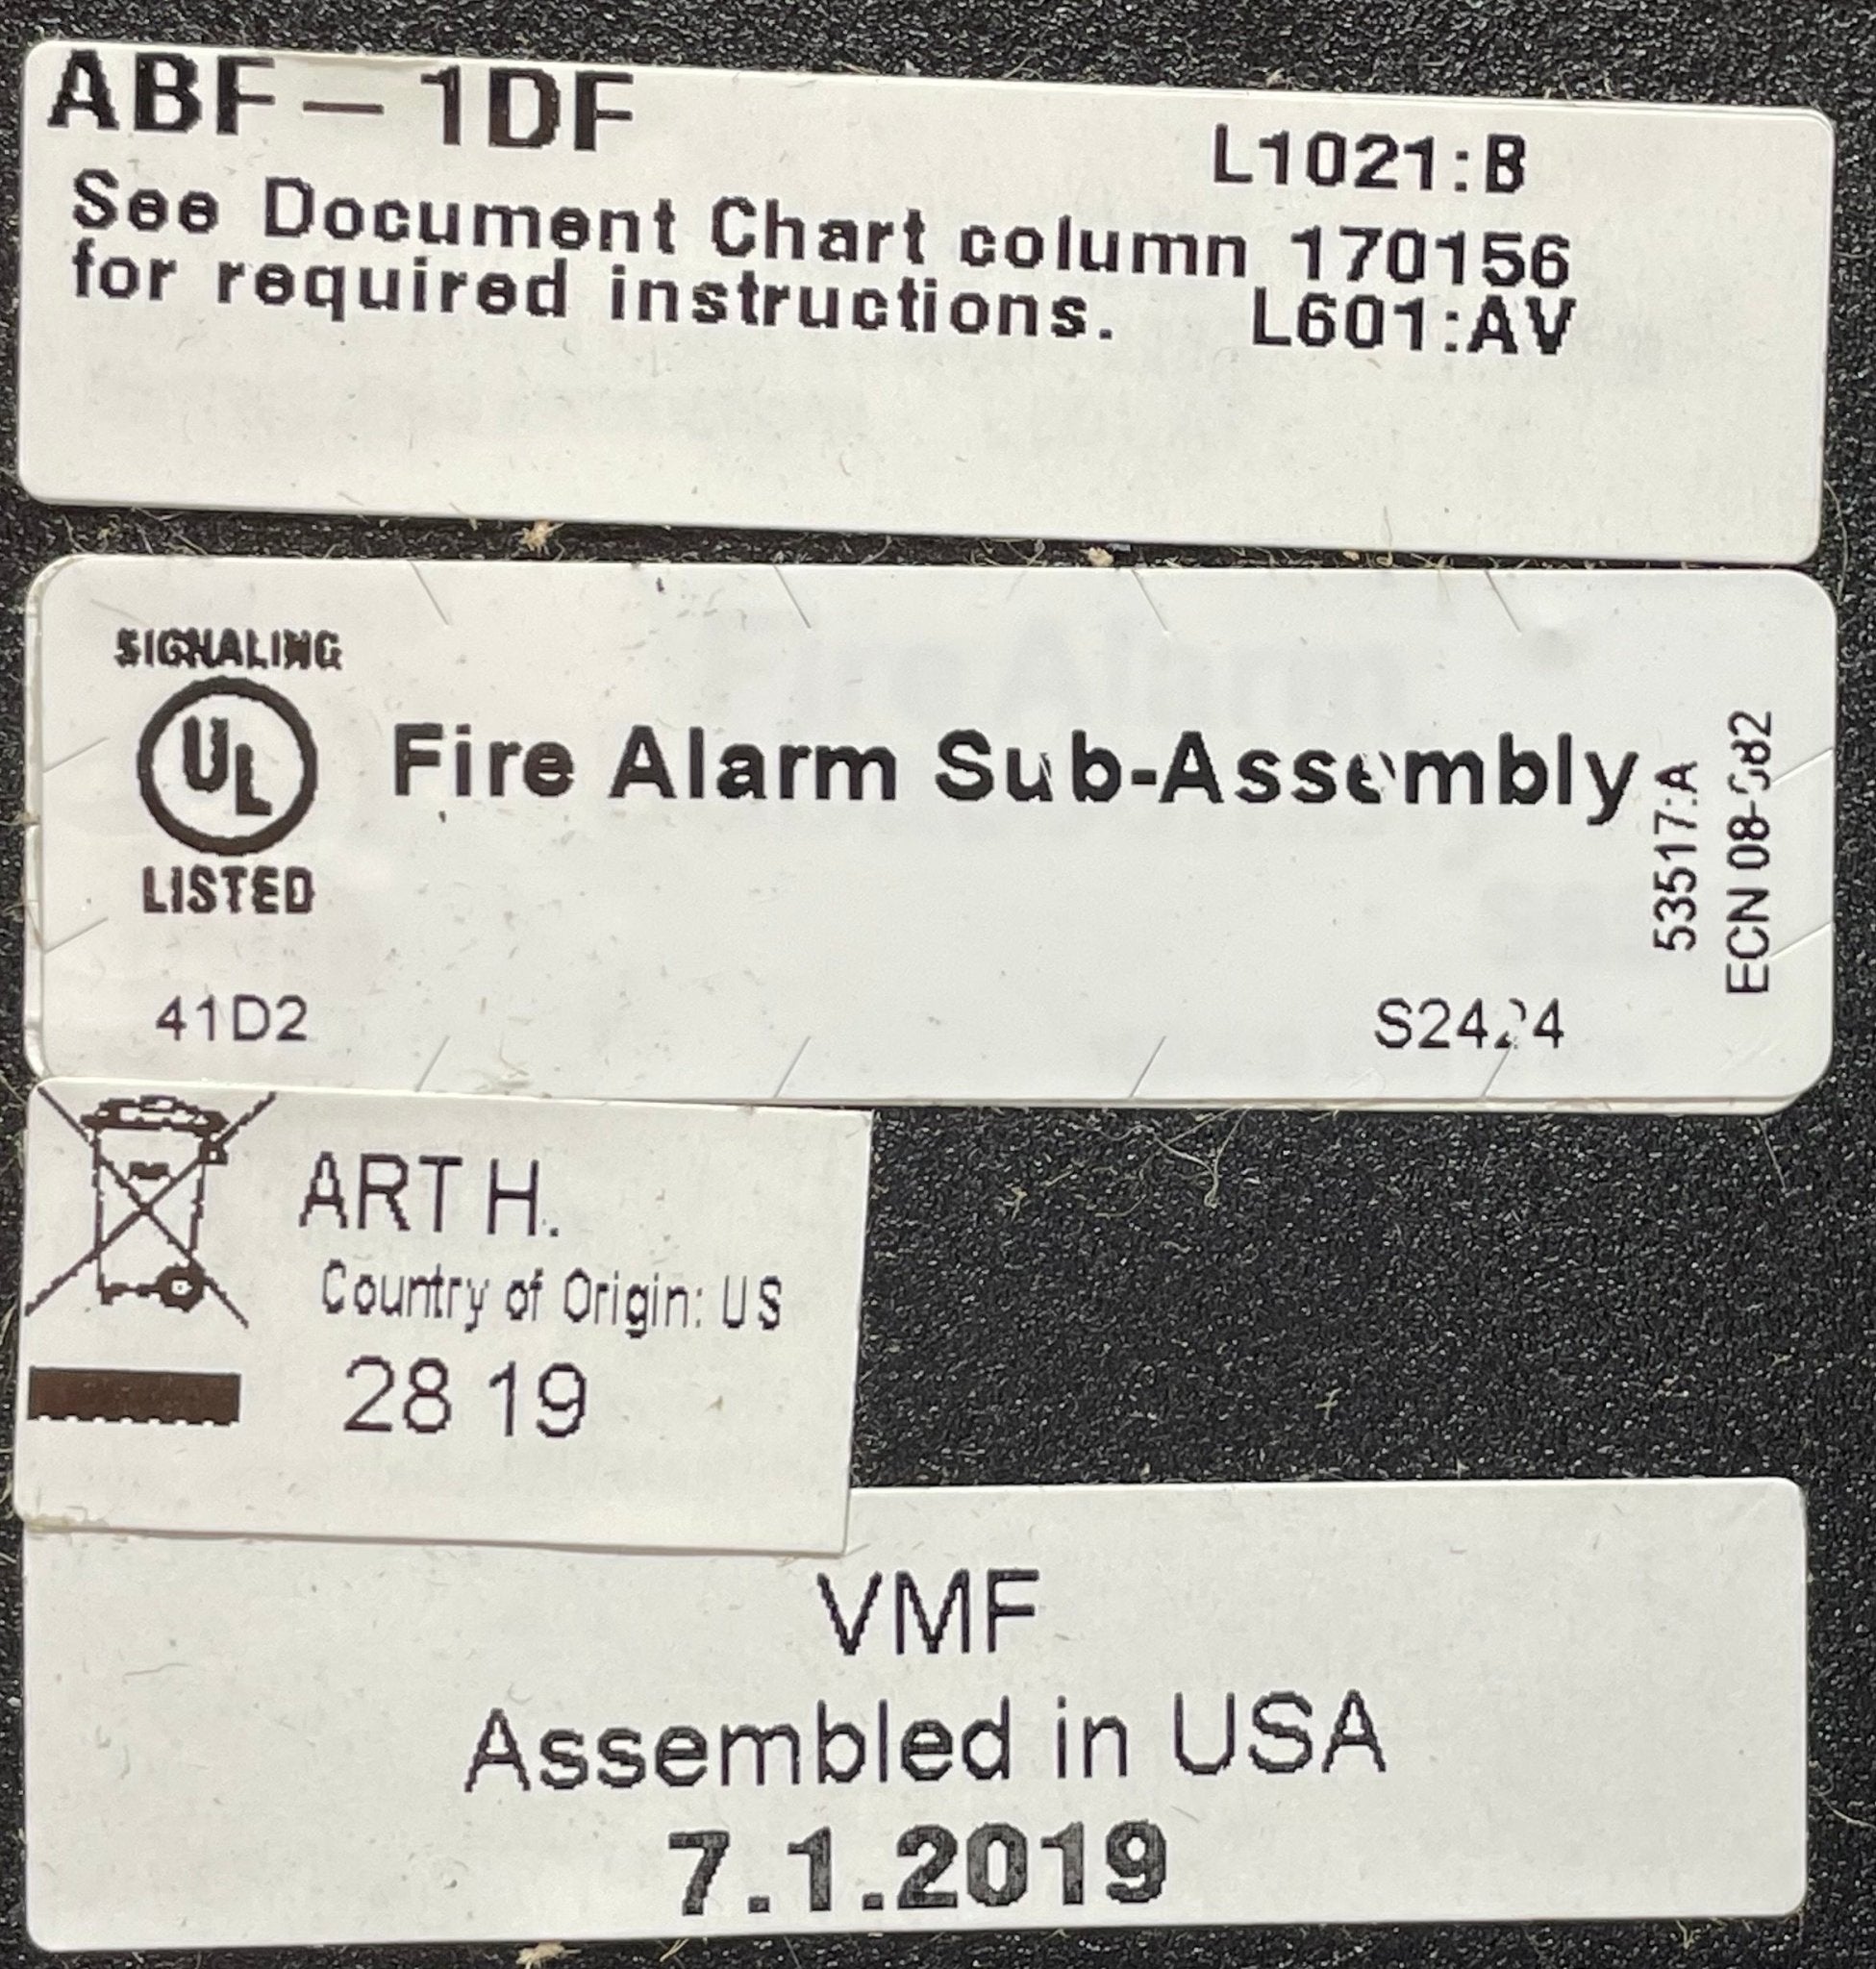 ABF-1DF
L1021:B
See Document Chart column 170156
for required instructions. L601:AV
SIGNALING
UL
LISTED
Fire Alarm Sub-Assembly
53517:A
ECN
41D2
ART H.
Country of Origin: US
28 19
VMF
Assembled in USA
7.1.2019